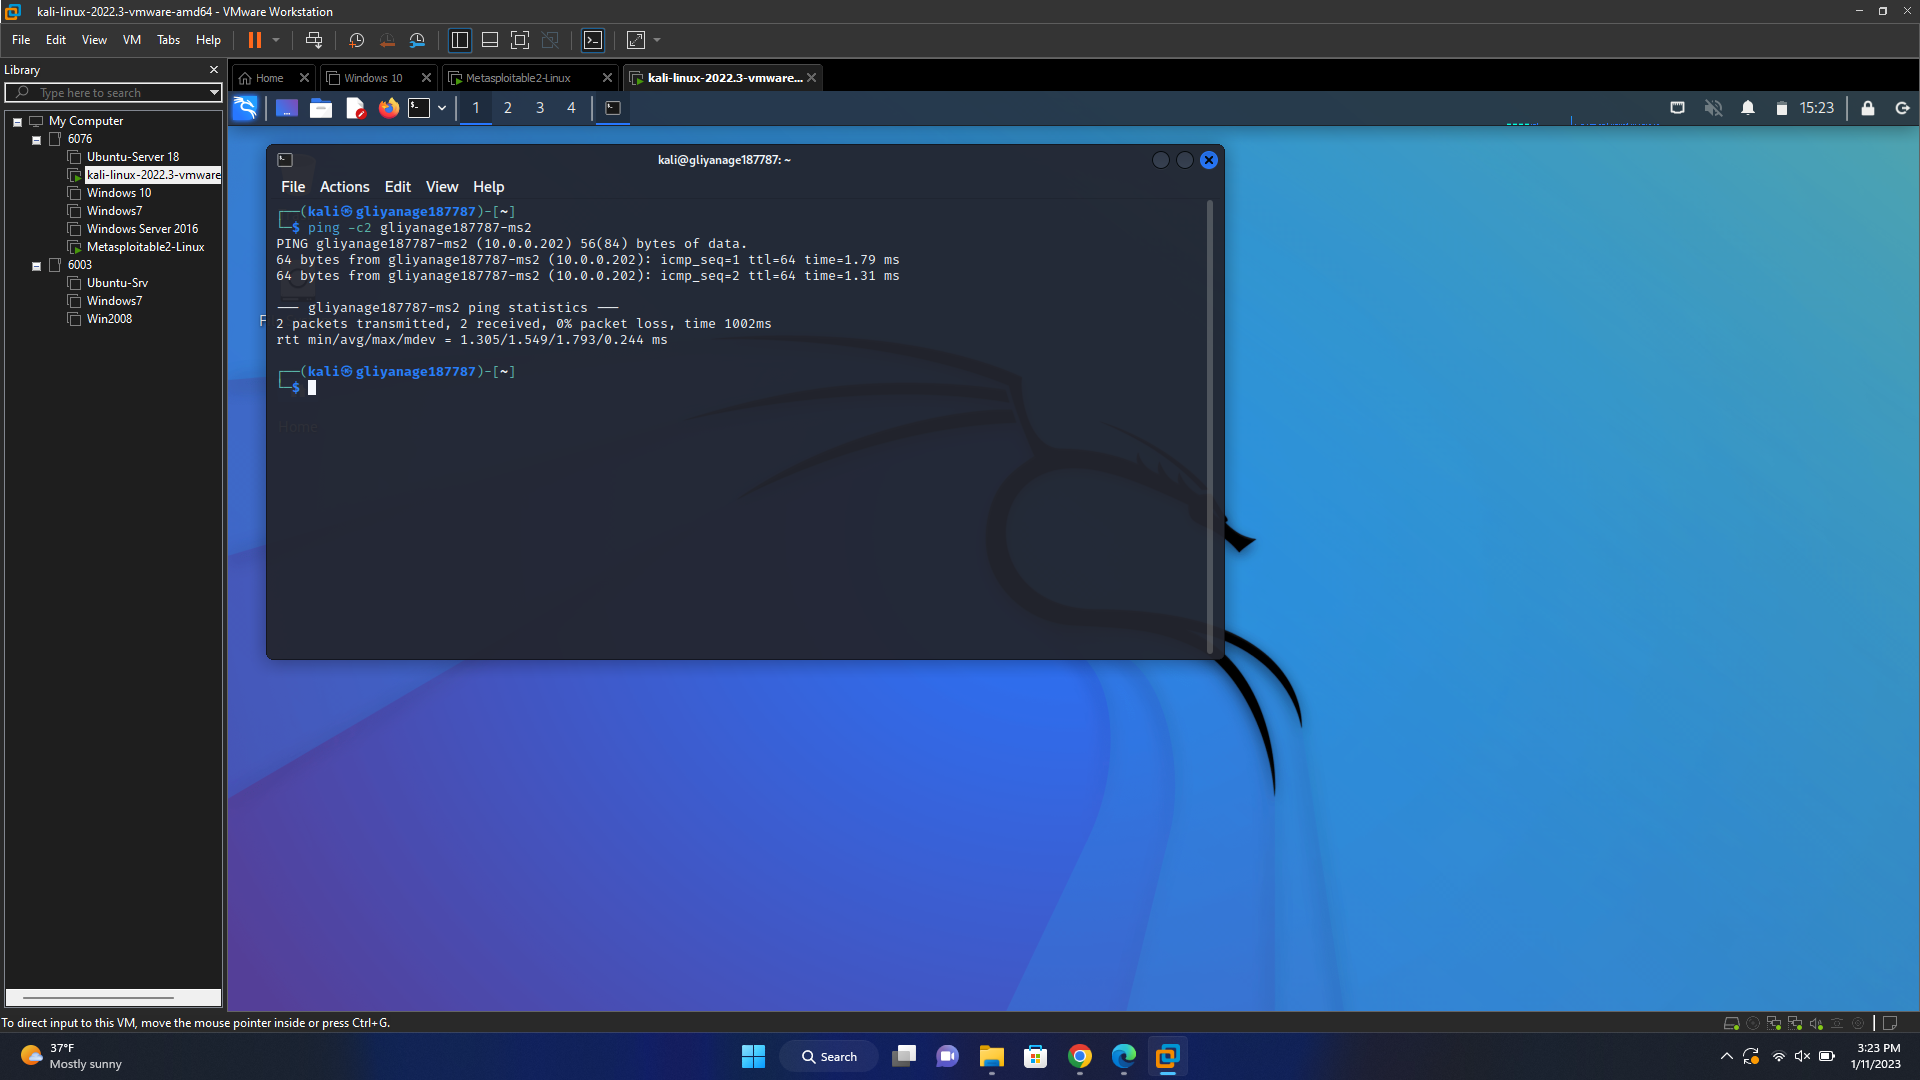 kali-linux-2022.3-vmware-amd64 - VMware Workstation
File Edit View VM Tabs Help
Library
Type here to search
My Computer
6076
Ubuntu-Server 18
kali-linux-2022.3-vmware
Windows 10
Windows7
Windows Server 2016
Metasploitable2-Linux
6003
Ubuntu-Srv
Windows7
Win2008
Home Windows 10 Metasploitable2-Linux kali-linux-2022.3-vmware...
1 2 3 4 15:23
kali@gliyanage187787: ~
File Actions Edit View Help
┌──(kali㉿gliyanage187787)-[~]
└─$ ping -c2 gliyanage187787-ms2
PING gliyanage187787-ms2 (10.0.0.202) 56(84) bytes of data.
64 bytes from gliyanage187787-ms2 (10.0.0.202): icmp_seq=1 ttl=64 time=1.79 ms
64 bytes from gliyanage187787-ms2 (10.0.0.202): icmp_seq=2 ttl=64 time=1.31 ms
--- gliyanage187787-ms2 ping statistics ---
2 packets transmitted, 2 received, 0% packet loss, time 1002ms
rtt min/avg/max/mdev = 1.305/1.549/1.793/0.244 ms
┌──(kali㉿gliyanage187787)-[~]
└─$
Home
To direct input to this VM, move the mouse pointer inside or press Ctrl+G.
37°F
Mostly sunny
Search
3:23 PM
1/11/2023